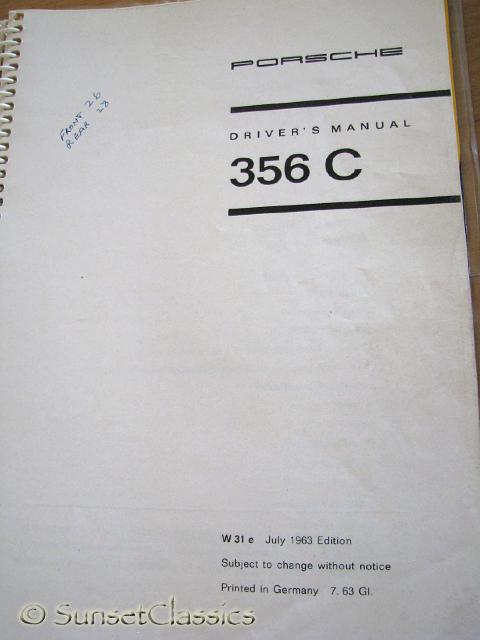 PORSCHE
FRONT 26
REAR 28
DRIVER'S MANUAL
356 C
W 31 e July 1963 Edition
Subject to change without notice
Printed in Germany 7. 63 Gl.
© SunsetClassics